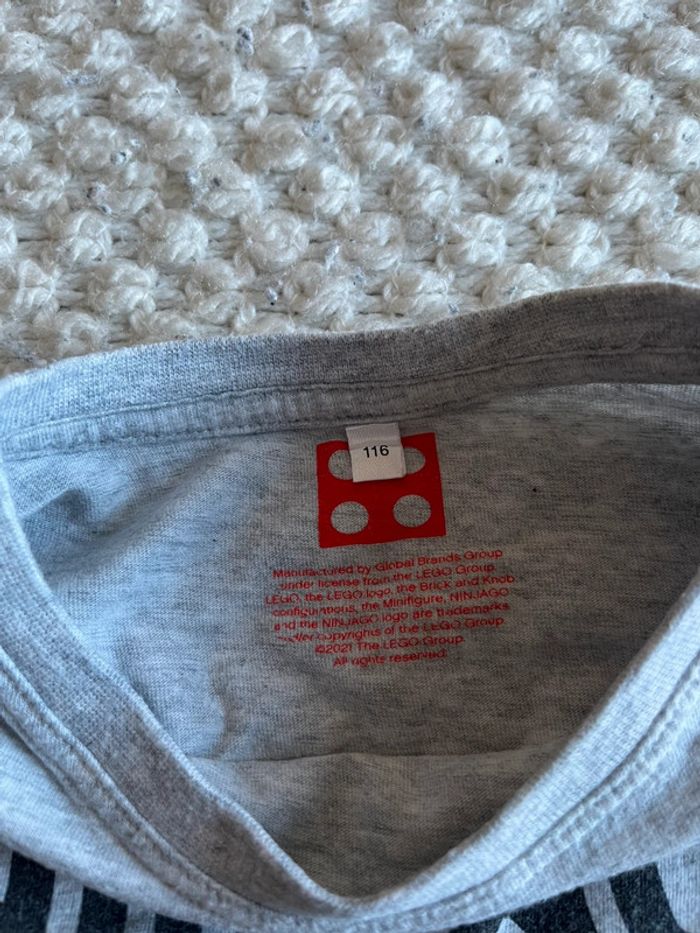 116
Manufactured by Global Brands Group
under license from the LEGO Group.
LEGO, the LEGO logo, the Brick and Knob
configurations, the Minifigure, NINJAGO
and the NINJAGO logo are trademarks
and/or copyrights of the LEGO Group
©2021 The LEGO Group.
All rights reserved.